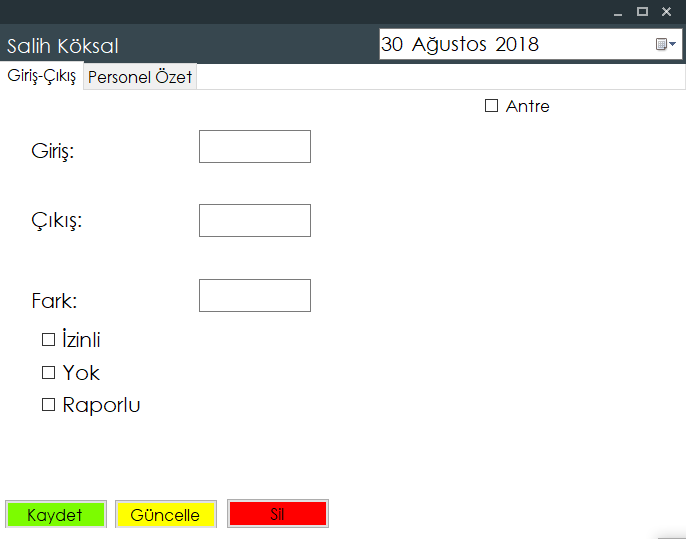 Salih Köksal
30 Ağustos 2018
Giriş-Çıkış Personel Özet
Antre
Giriş:
Çıkış:
Fark:
İzinli
Yok
Raporlu
Kaydet Güncelle Sil